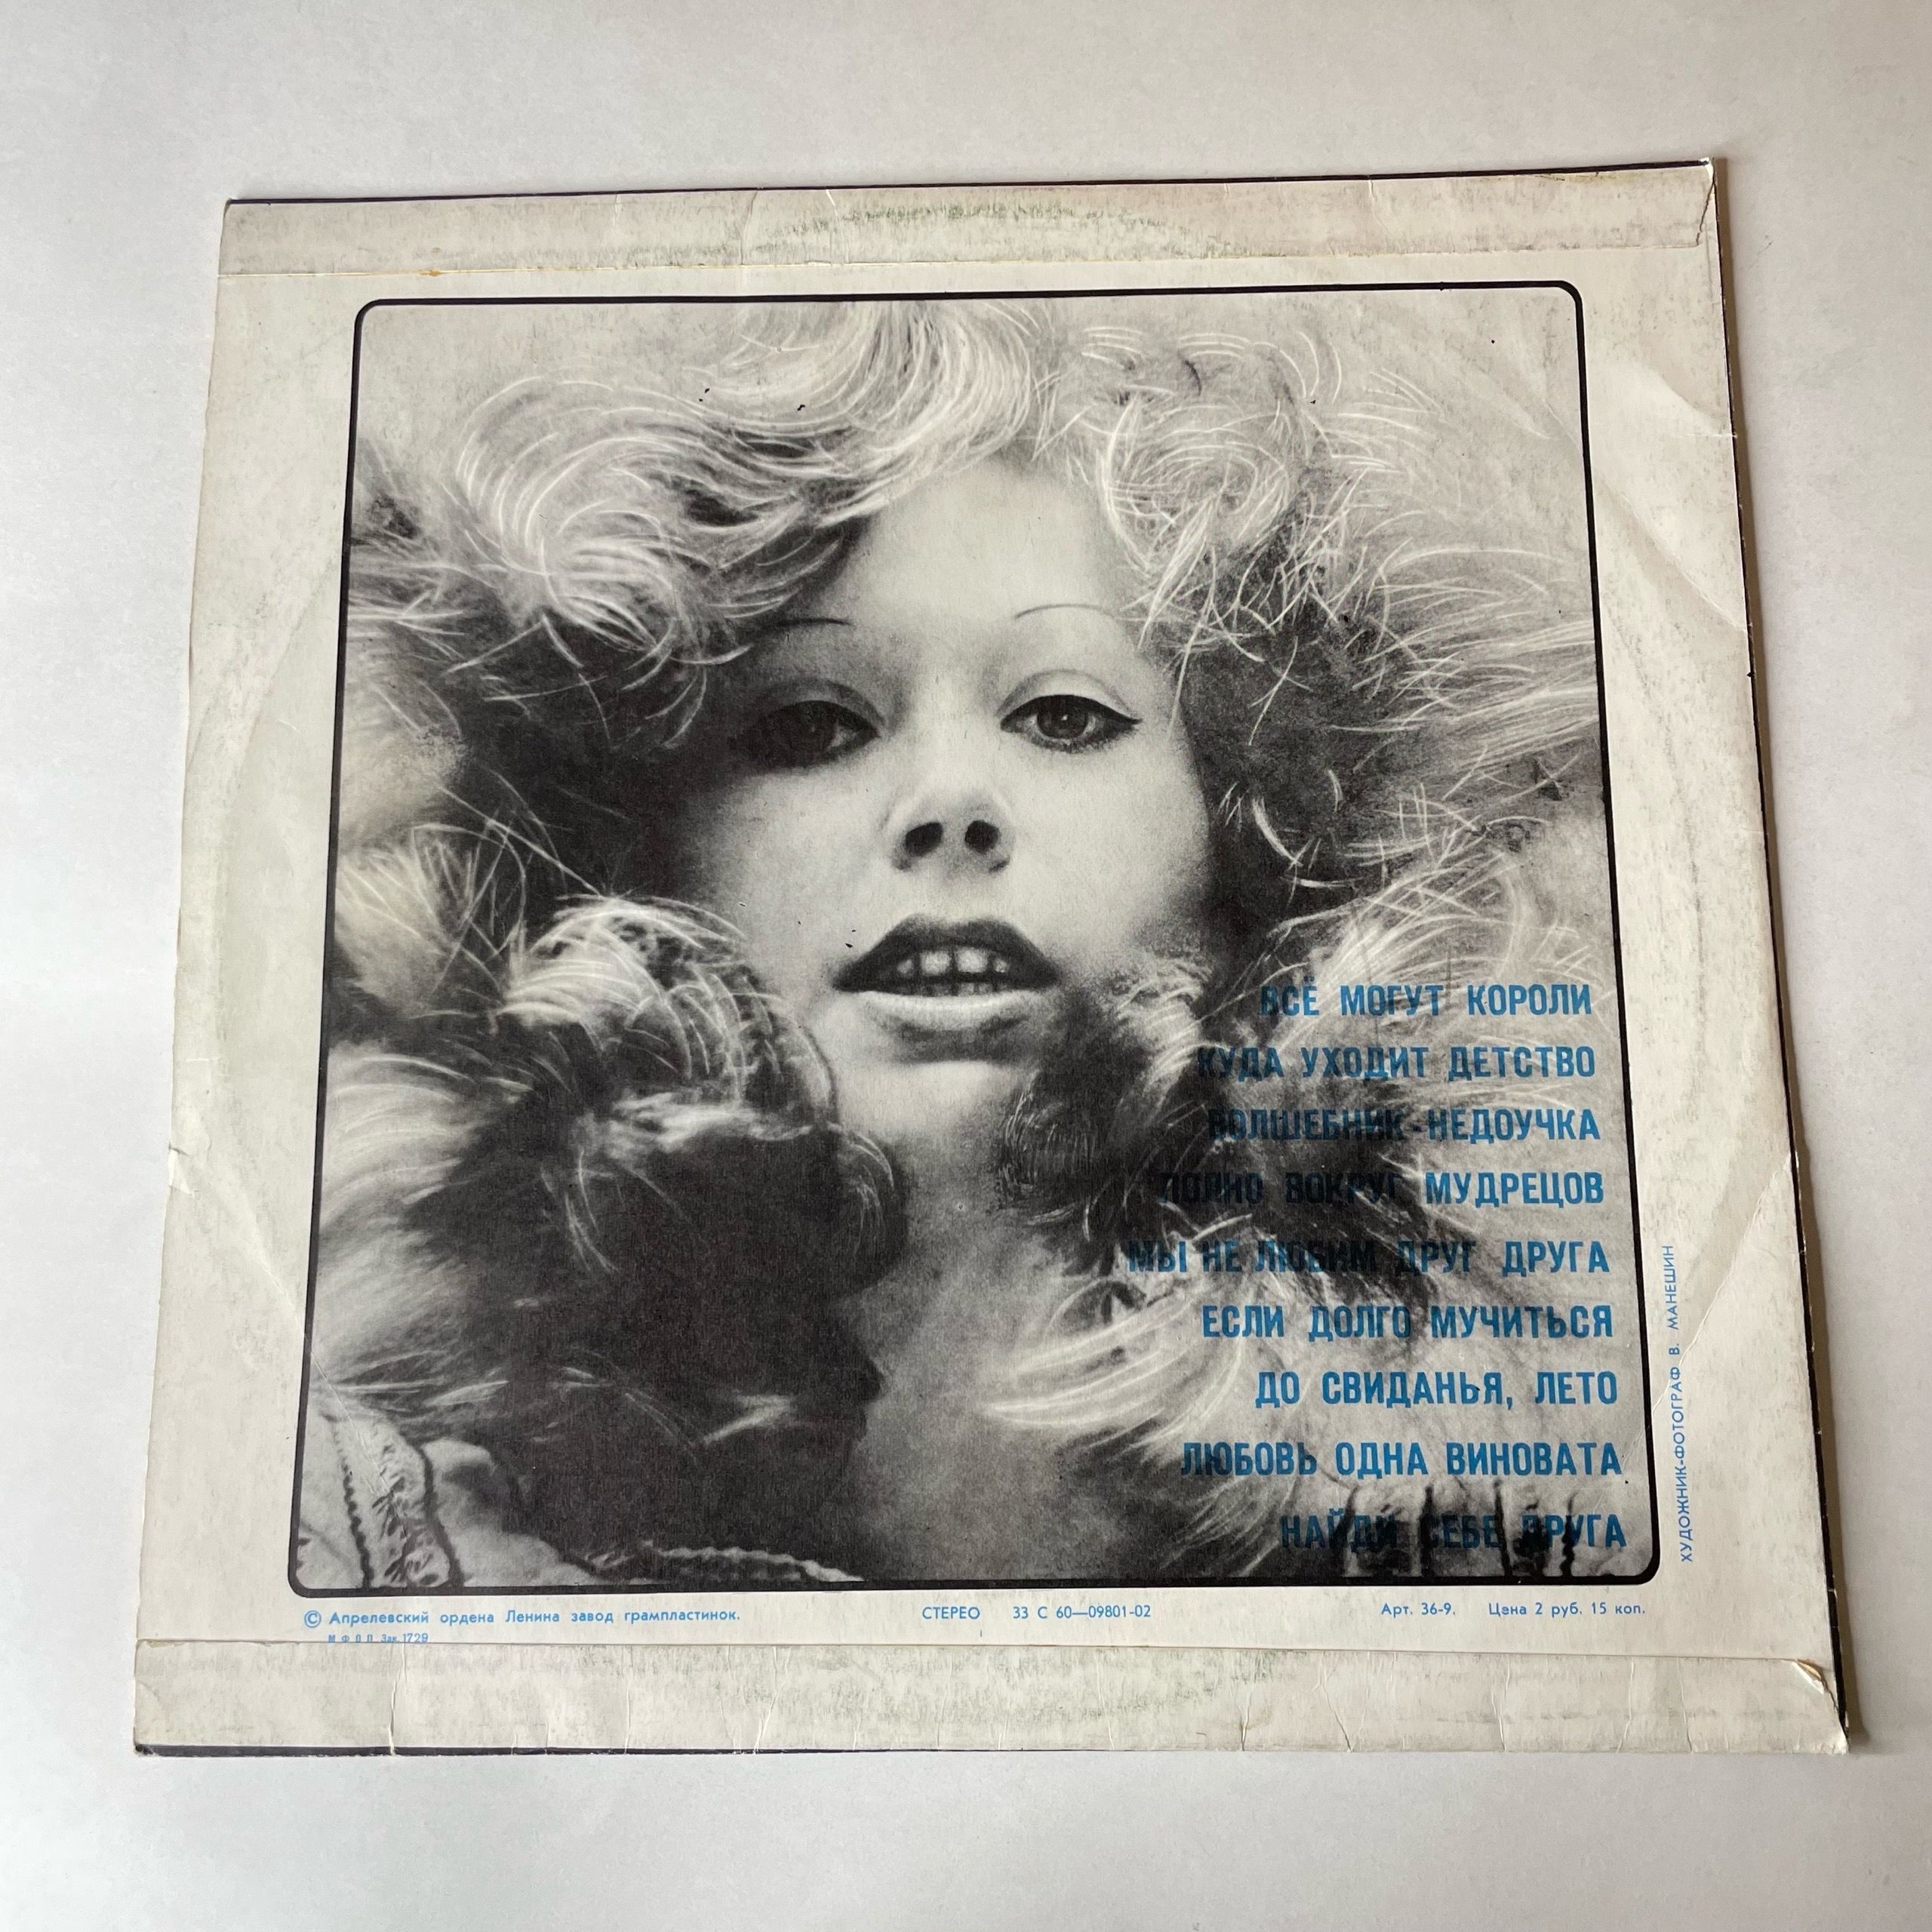 ВСЁ МОГУТ КОРОЛИ
КУДА УХОДИТ ДЕТСТВО
ВОЛШЕБНИК-НЕДОУЧКА
ПОЛНО ВОКРУГ МУДРЕЦОВ
МЫ НЕ ЛЮБИМ ДРУГ ДРУГА
ЕСЛИ ДОЛГО МУЧИТЬСЯ
ДО СВИДАНЬЯ, ЛЕТО
ЛЮБОВЬ ОДНА ВИНОВАТА
НАЙДИ СЕБЕ ДРУГА
ХУДОЖНИК-ФОТОГРАФ В. МАНЕШИН
© Апрелевский ордена Ленина завод грампластинок.
СТЕРЕО 33 С 60—09801-02
Арт. 36-9. Цена 2 руб. 15 коп.
М Ф О П Зак. 1729